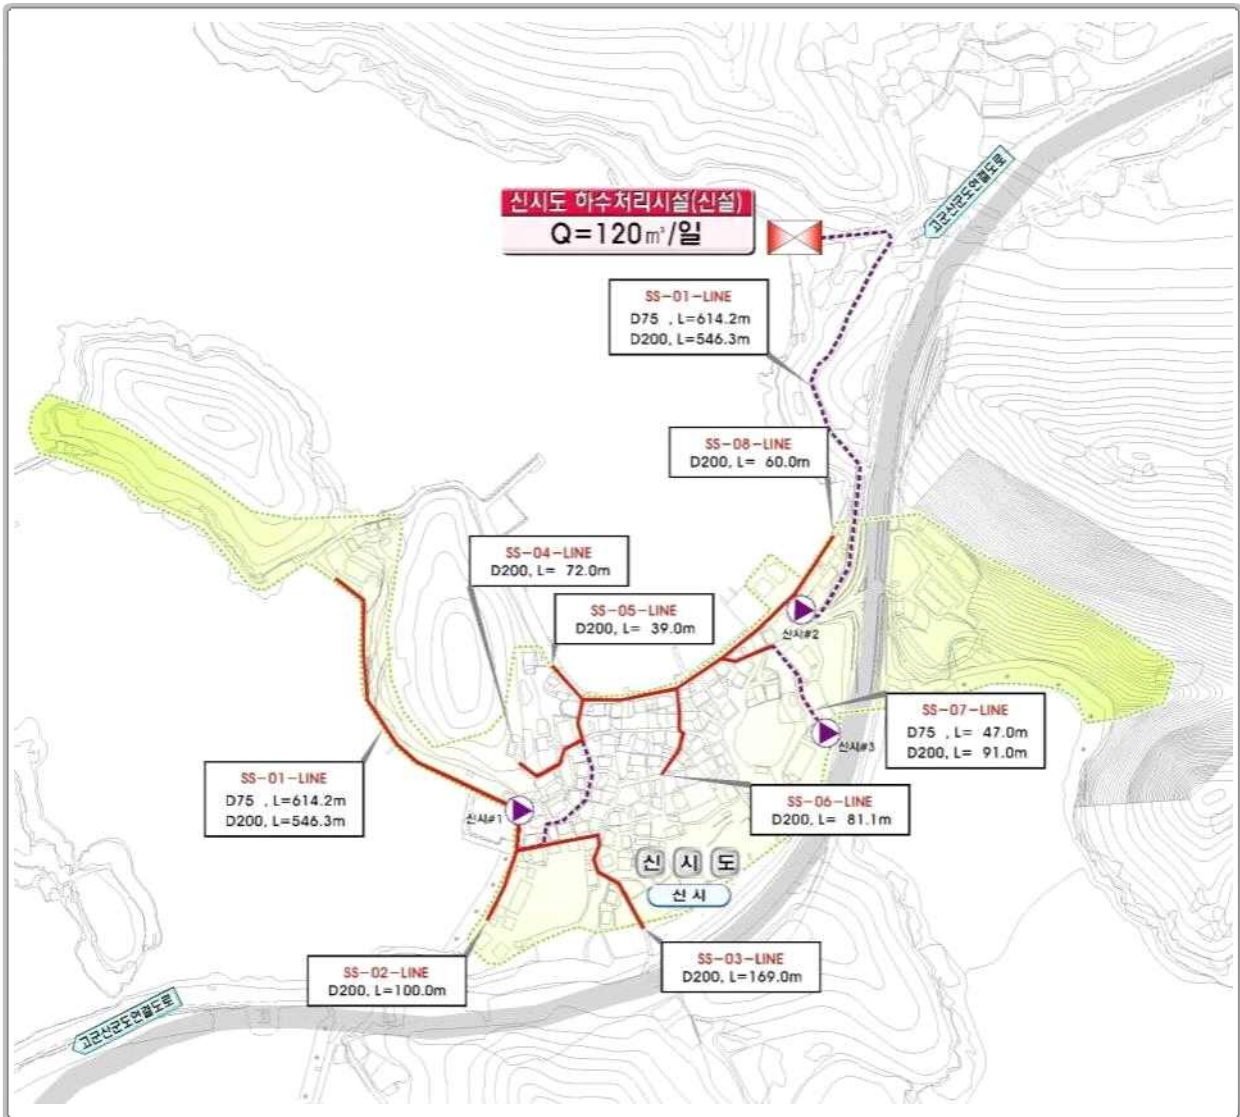 신시도 하수처리시설(신설)
Q=120㎥/일
고군산군도연결도로
SS-01-LINE
D75 , L=614.2m
D200, L=546.3m
SS-08-LINE
D200, L= 60.0m
SS-04-LINE
D200, L= 72.0m
SS-05-LINE
D200, L= 39.0m
신시#2
SS-07-LINE
D75 , L= 47.0m
D200, L= 91.0m
신시#3
SS-01-LINE
D75 , L=614.2m
D200, L=546.3m
신시#1
SS-06-LINE
D200, L= 81.1m
신시도
신시
SS-02-LINE
D200, L=100.0m
SS-03-LINE
D200, L=169.0m
고군산군도연결도로